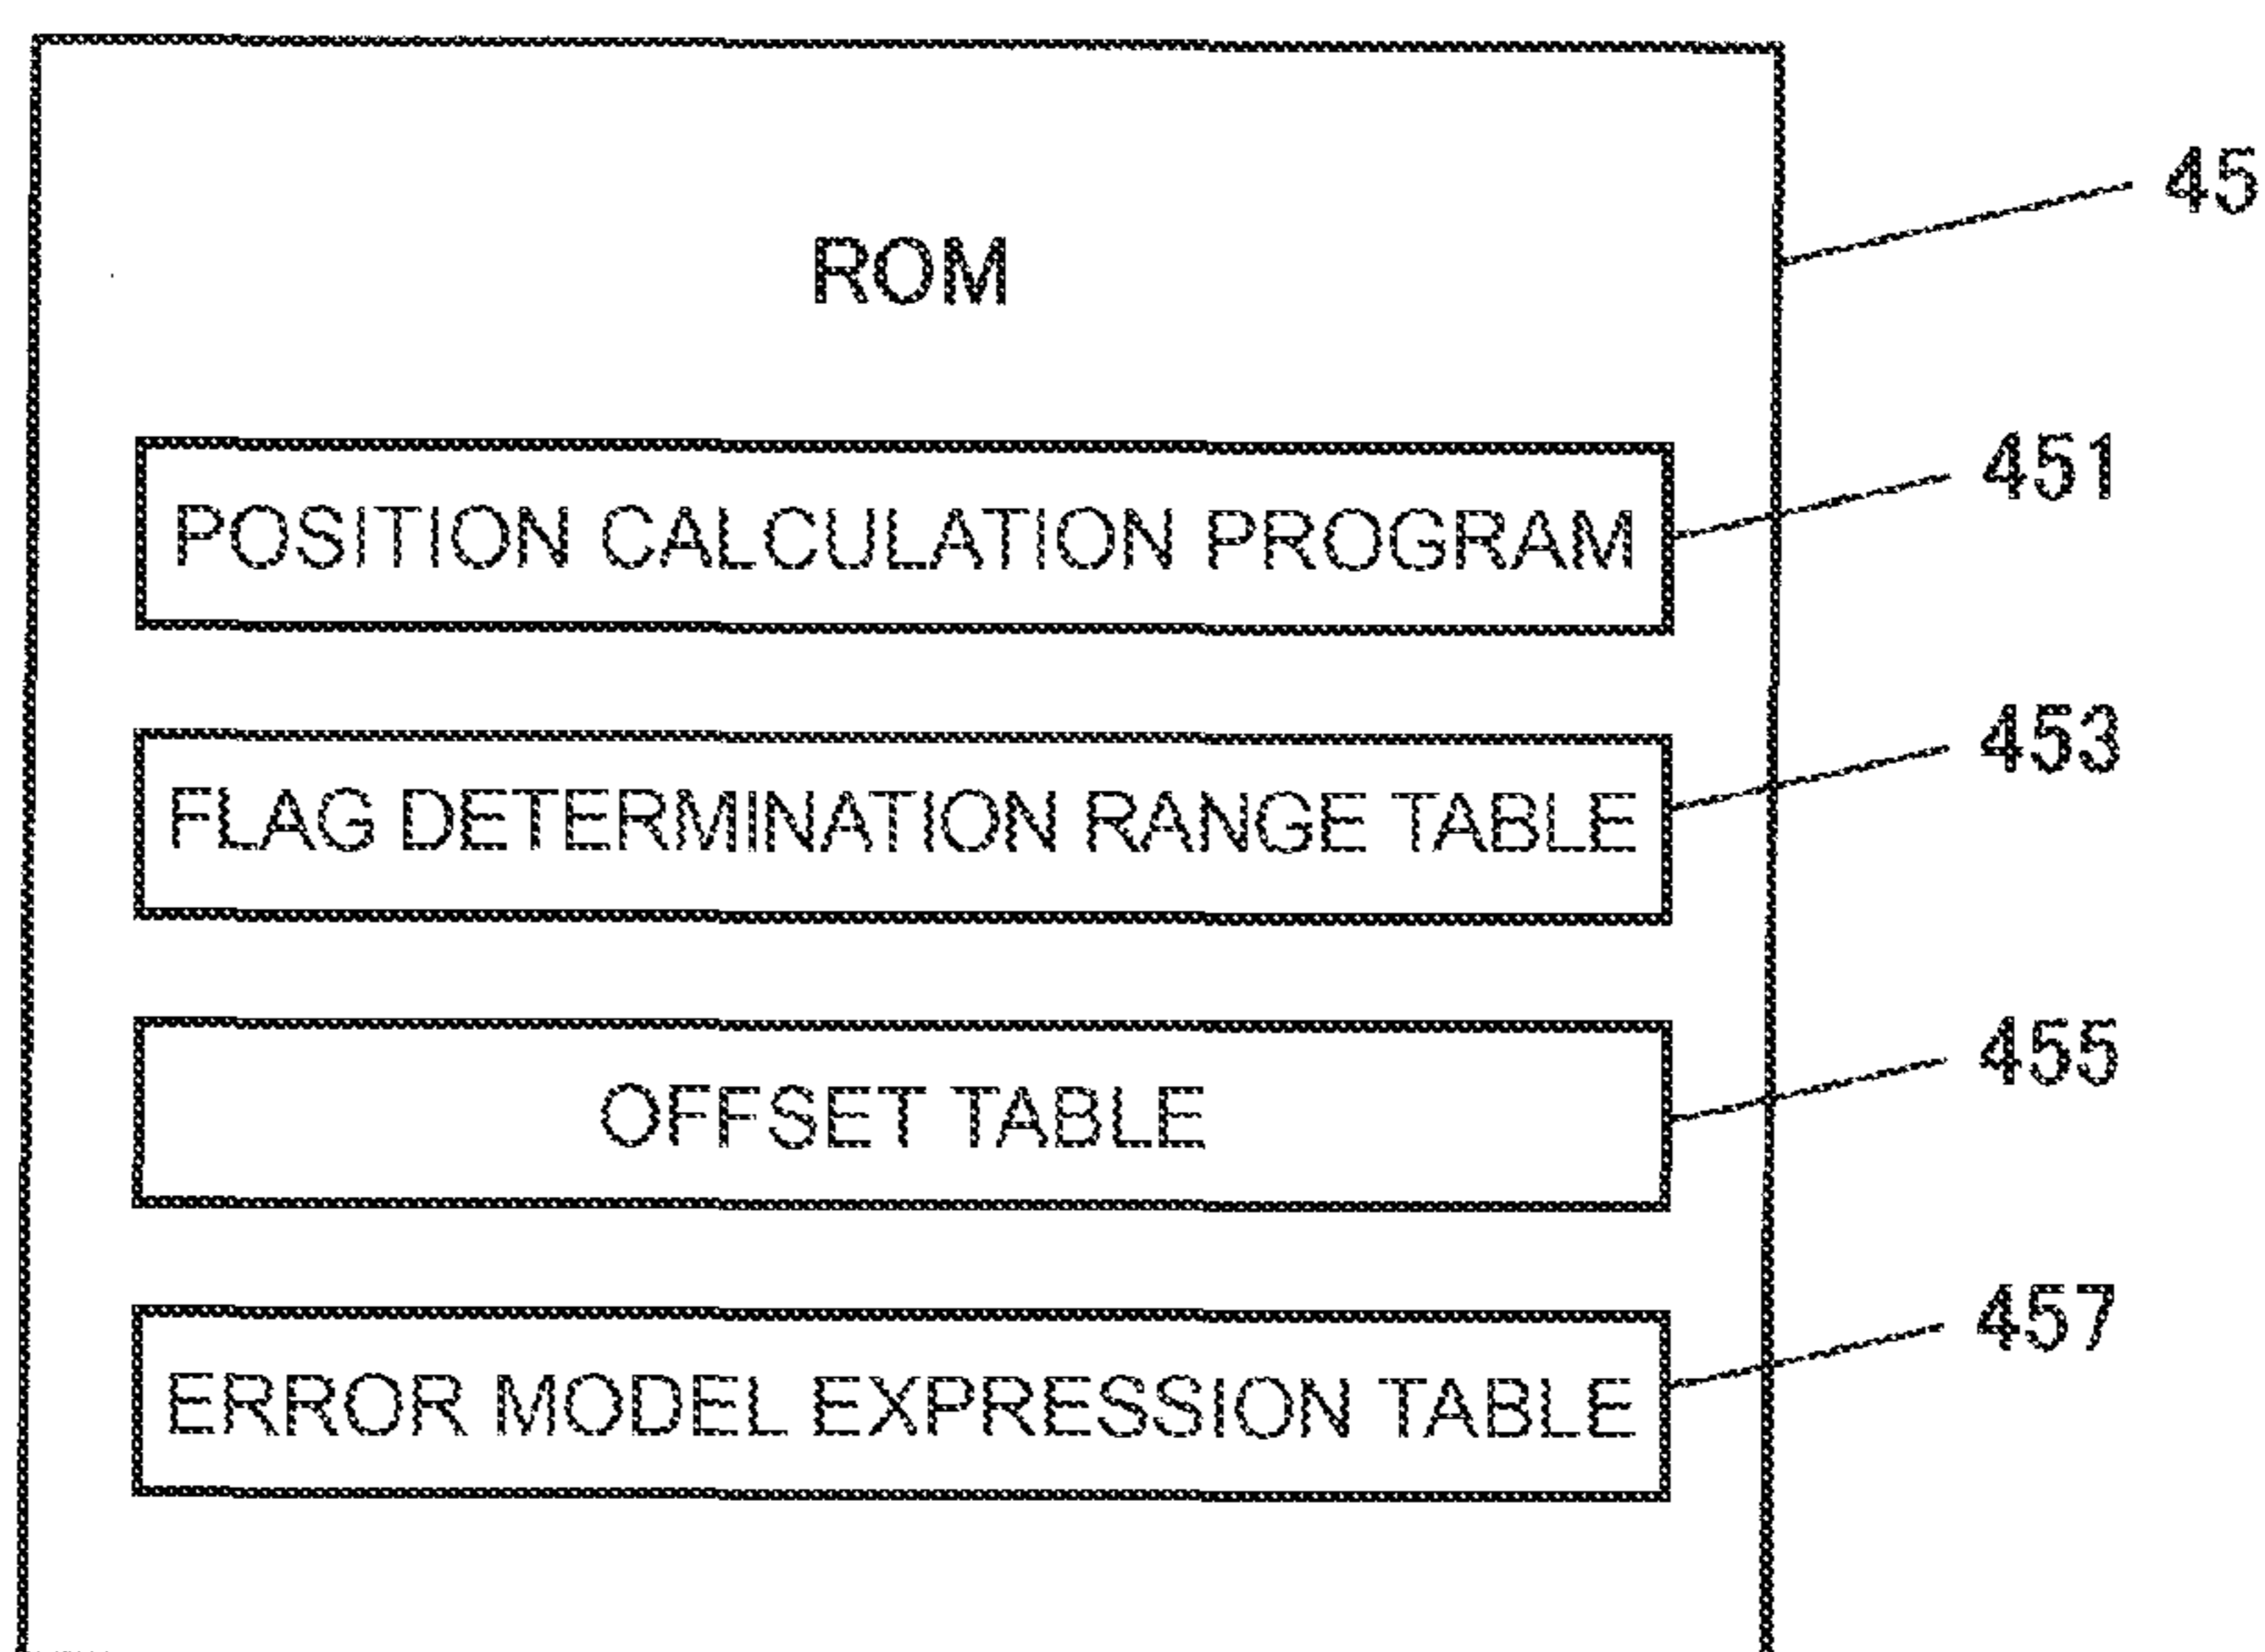 45
ROM
POSITION CALCULATION PROGRAM
451
FLAG DETERMINATION RANGE TABLE
453
OFFSET TABLE
455
ERROR MODEL EXPRESSION TABLE
457